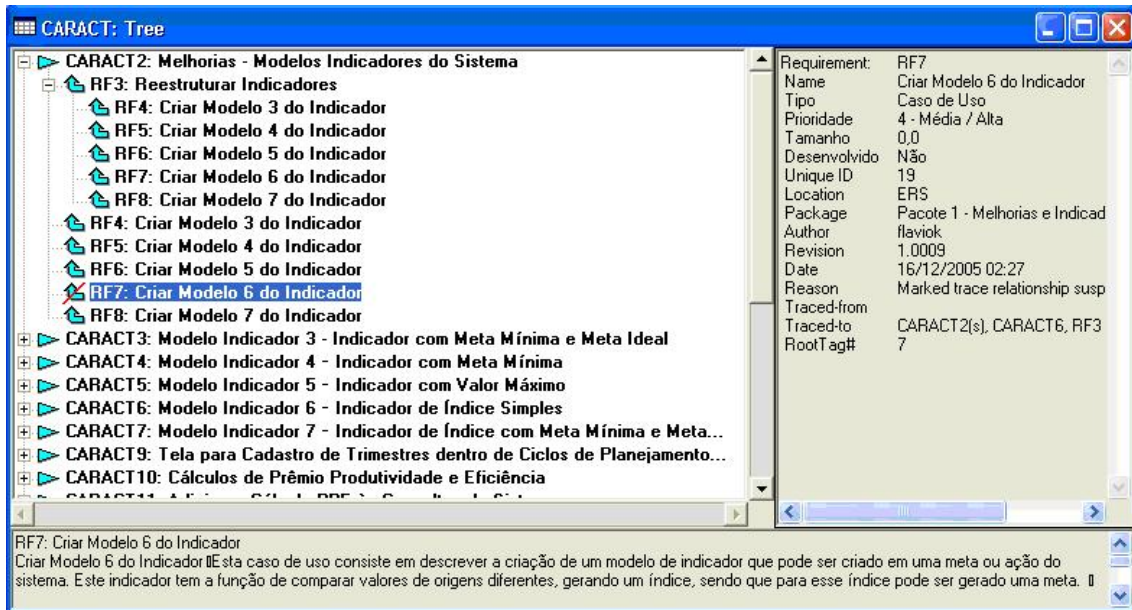 CARACT: Tree
CARACT2: Melhorias - Modelos Indicadores do Sistema
RF3: Reestruturar Indicadores
RF4: Criar Modelo 3 do Indicador
RF5: Criar Modelo 4 do Indicador
RF6: Criar Modelo 5 do Indicador
RF7: Criar Modelo 6 do Indicador
RF8: Criar Modelo 7 do Indicador
RF4: Criar Modelo 3 do Indicador
RF5: Criar Modelo 4 do Indicador
RF6: Criar Modelo 5 do Indicador
RF7: Criar Modelo 6 do Indicador
RF8: Criar Modelo 7 do Indicador
CARACT3: Modelo Indicador 3 - Indicador com Meta Mínima e Meta Ideal
CARACT4: Modelo Indicador 4 - Indicador com Meta Mínima
CARACT5: Modelo Indicador 5 - Indicador com Valor Máximo
CARACT6: Modelo Indicador 6 - Indicador de Índice Simples
CARACT7: Modelo Indicador 7 - Indicador de Índice com Meta Mínima e Meta...
CARACT9: Tela para Cadastro de Trimestres dentro de Ciclos de Planejamento...
CARACT10: Cálculos de Prêmio Produtividade e Eficiência
Requirement: RF7
Name Criar Modelo 6 do Indicador
Tipo Caso de Uso
Prioridade 4 - Média / Alta
Tamanho 0,0
Desenvolvido Não
Unique ID 19
Location ERS
Package Pacote 1 - Melhorias e Indicad
Author flaviok
Revision 1.0009
Date 16/12/2005 02:27
Reason Marked trace relationship susp
Traced-from
Traced-to CARACT2(s), CARACT6, RF3
RootTag# 7
RF7: Criar Modelo 6 do Indicador
Criar Modelo 6 do Indicador Esta caso de uso consiste em descrever a criação de um modelo de indicador que pode ser criado em uma meta ou ação do
sistema. Este indicador tem a função de comparar valores de origens diferentes, gerando um índice, sendo que para esse índice pode ser gerado uma meta.